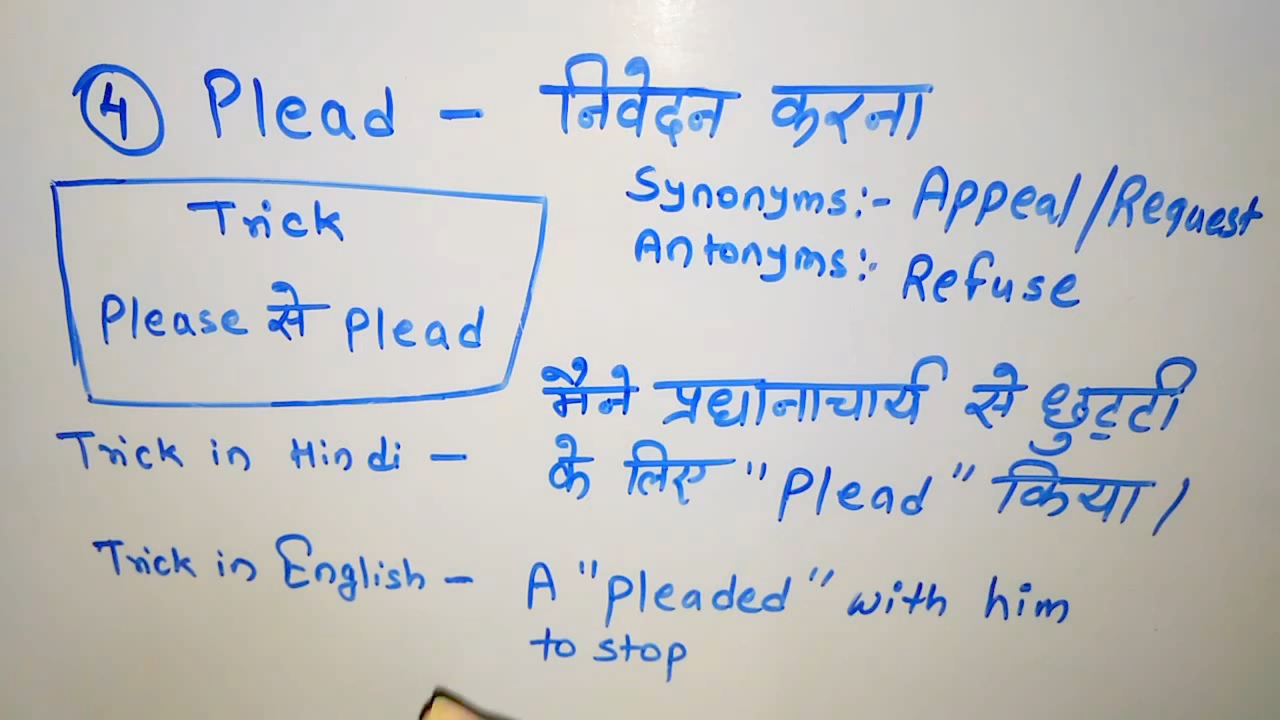 4 Plead - निवेदन करना
Synonyms:- Appeal/Request
Antonyms:- Refuse
Trick
Please से Plead
Trick in Hindi - मैने प्रधानाचार्य से छुट्टी
के लिए "Plead" किया।
Trick in English - A "pleaded" with him
to stop